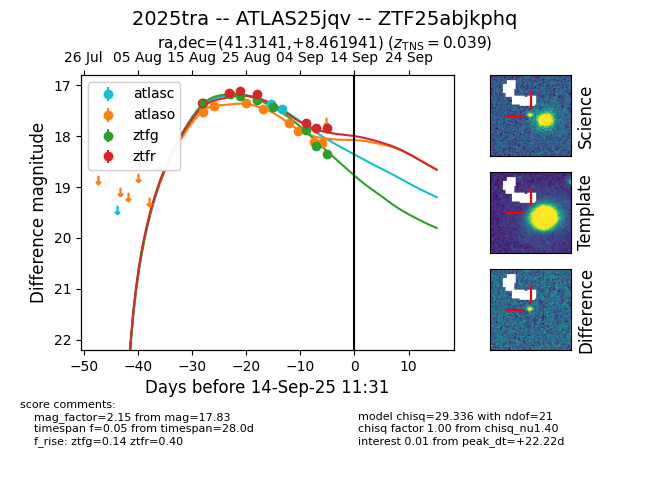 2025tra -- ATLAS25jqv -- ZTF25abjkphq
ra,dec=(41.3141,+8.461941) (z_TNS = 0.039)
26 Jul 05 Aug 15 Aug 25 Aug 04 Sep 14 Sep 24 Sep
17
18
19
20
21
22
Difference magnitude
atlasc
atlaso
ztfg
ztfr
−50 −40 −30 −20 −10 0 10
Days before 14-Sep-25 11:31
Science
Template
Difference
score comments:
mag_factor=2.15 from mag=17.83
timespan f=0.05 from timespan=28.0d
f_rise: ztfg=0.14 ztfr=0.40
model chisq=29.336 with ndof=21
chisq factor 1.00 from chisq_nu1.40
interest 0.01 from peak_dt=+22.22d